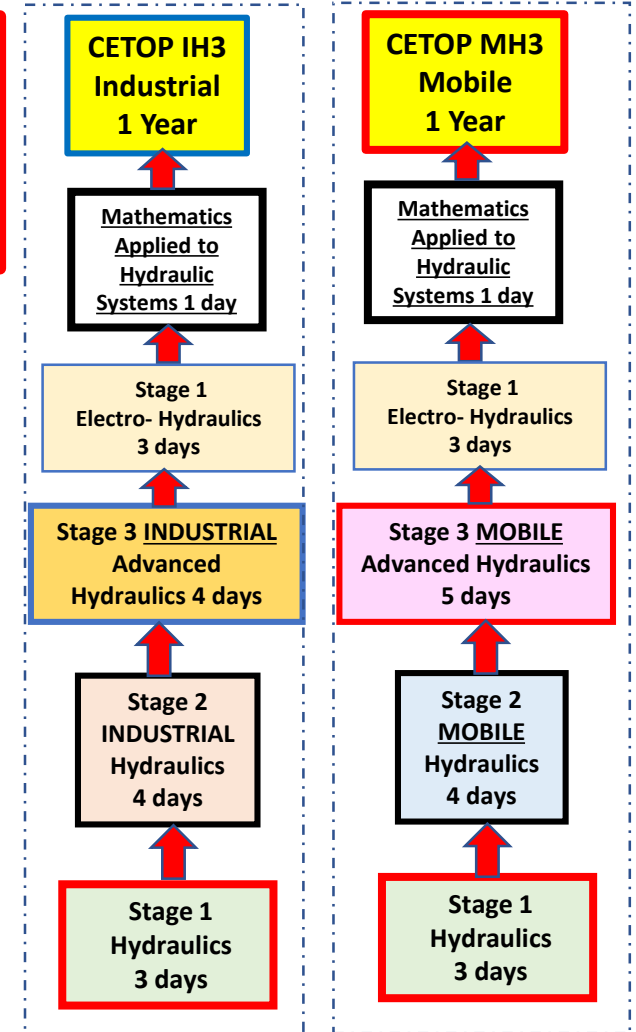 CETOP IH3
Industrial
1 Year
Mathematics
Applied to
Hydraulic
Systems 1 day
Stage 1
Electro- Hydraulics
3 days
Stage 3 INDUSTRIAL
Advanced
Hydraulics 4 days
Stage 2
INDUSTRIAL
Hydraulics
4 days
Stage 1
Hydraulics
3 days
CETOP MH3
Mobile
1 Year
Mathematics
Applied to
Hydraulic
Systems 1 day
Stage 1
Electro- Hydraulics
3 days
Stage 3 MOBILE
Advanced Hydraulics
5 days
Stage 2
MOBILE
Hydraulics
4 days
Stage 1
Hydraulics
3 days